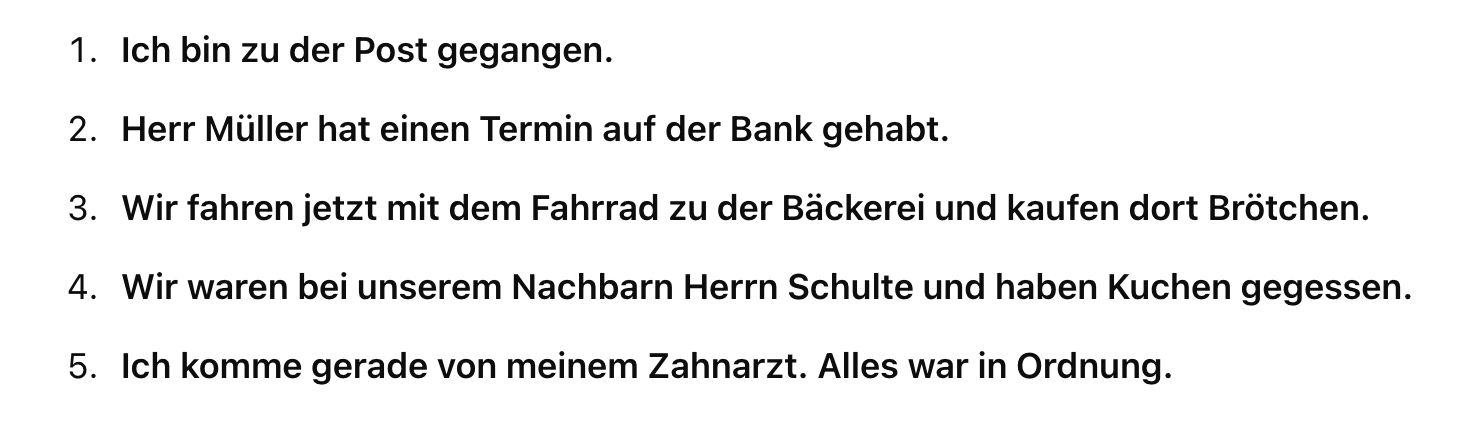 1. Ich bin zu der Post gegangen.
2. Herr Müller hat einen Termin auf der Bank gehabt.
3. Wir fahren jetzt mit dem Fahrrad zu der Bäckerei und kaufen dort Brötchen.
4. Wir waren bei unserem Nachbarn Herrn Schulte und haben Kuchen gegessen.
5. Ich komme gerade von meinem Zahnarzt. Alles war in Ordnung.